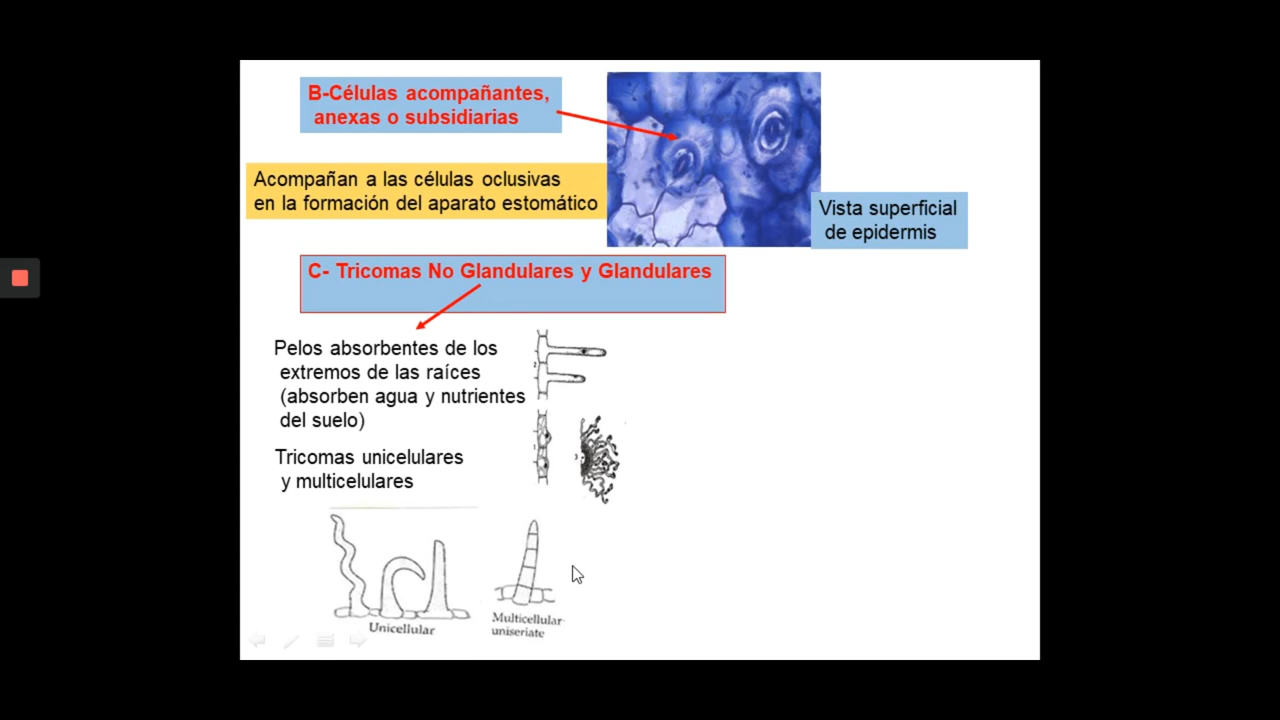 B-Células acompañantes,
anexas o subsidiarias
Acompañan a las células oclusivas
en la formación del aparato estomático
Vista superficial
de epidermis
C- Tricomas No Glandulares y Glandulares
Pelos absorbentes de los
extremos de las raíces
(absorben agua y nutrientes
del suelo)
Tricomas unicelulares
y multicelulares
Unicellular
Multicellular-
uniseriate